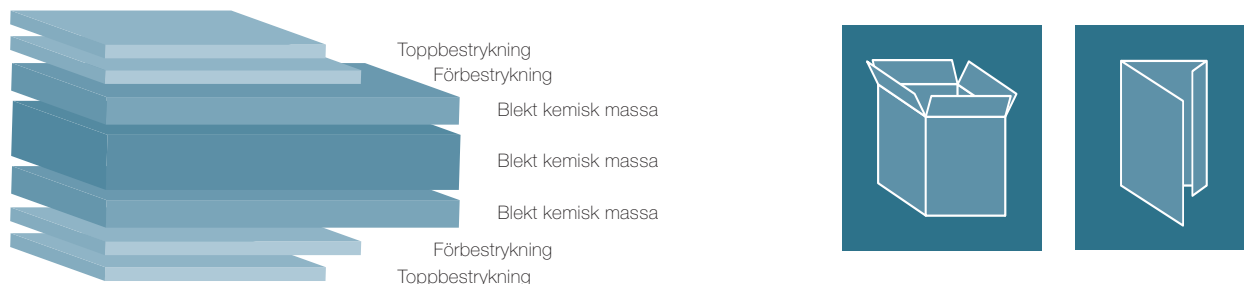 Toppbestrykning
Förbestrykning
Blekt kemisk massa
Blekt kemisk massa
Blekt kemisk massa
Förbestrykning
Toppbestrykning